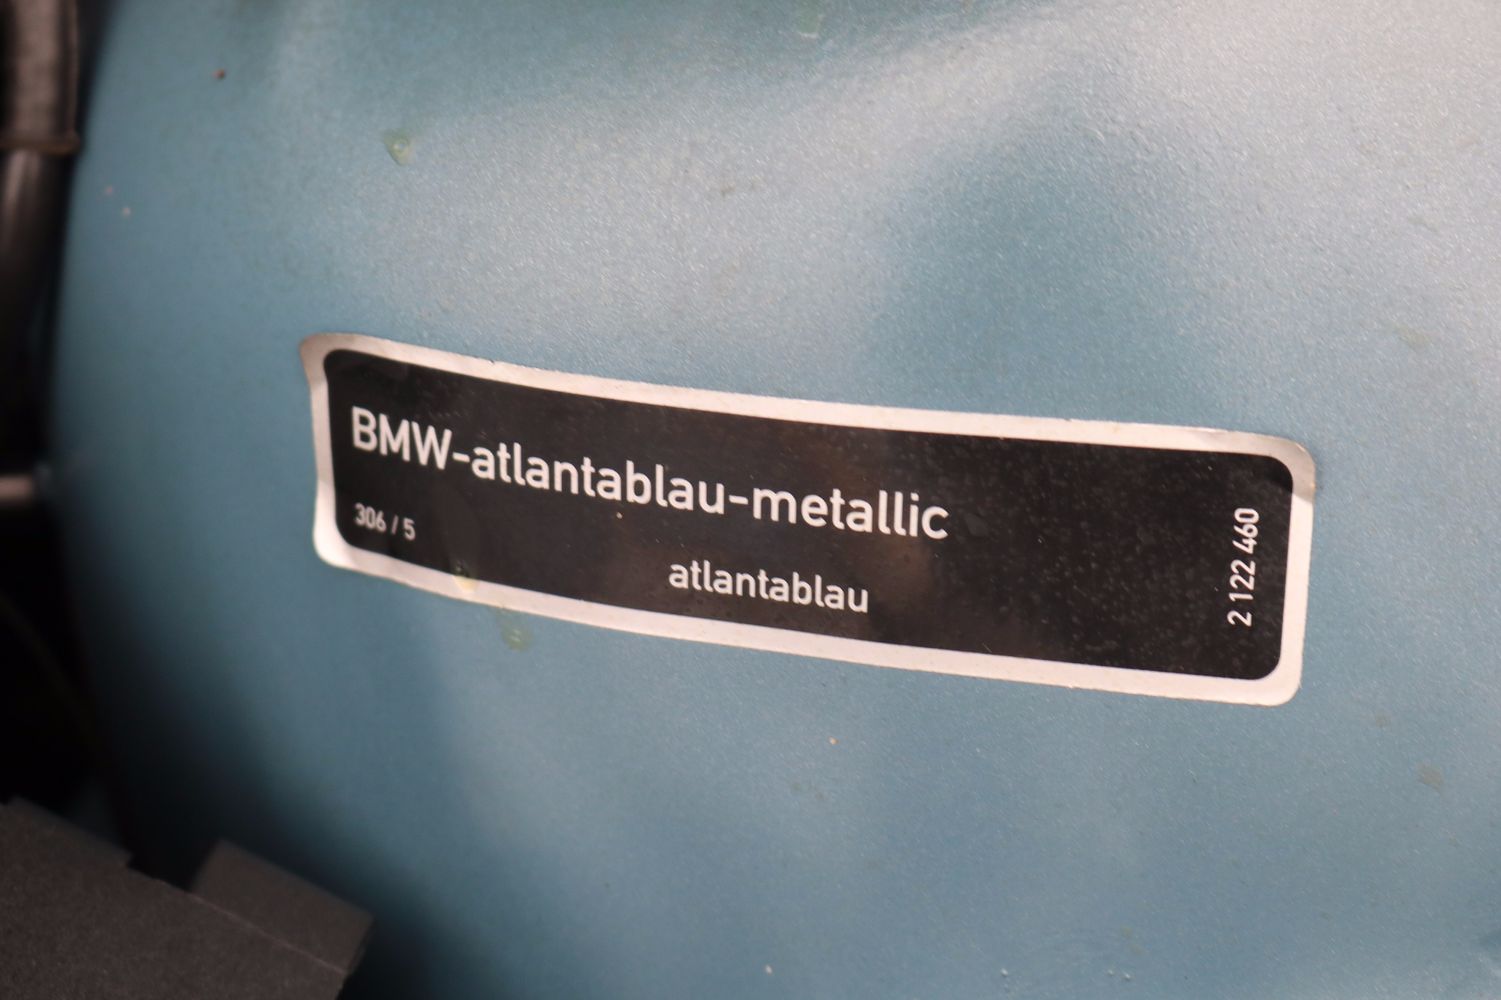 BMW-atlantablau-metallic
306 / 5
atlantablau
2 122 460